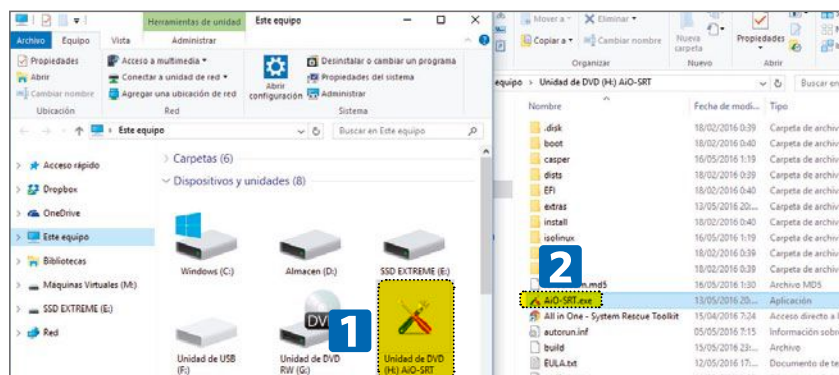 Herramientas de unidad
Este equipo
Archivo
Equipo
Vista
Administrar
Propiedades
Abrir
Cambiar nombre
Ubicación
Acceso a multimedia
Conectar a unidad de red
Agregar una ubicación de red
Red
Abrir configuración
Desinstalar o cambiar un programa
Propiedades del sistema
Administrar
Sistema
Este equipo
Buscar en Este equipo
Acceso rápido
Dropbox
OneDrive
Este equipo
Bibliotecas
Maquinas Virtuales (M:)
SSD EXTREME (E:)
Red
Carpetas (6)
Dispositivos y unidades (8)
Windows (C:)
Almacen (D:)
SSD EXTREME (E:)
Unidad de USB (F:)
DVD
Unidad de DVD RW (G:)
1
Unidad de DVD (H:) AiO-SRT
Mover a
Eliminar
Copiar a
Cambiar nombre
Organizar
Nueva carpeta
Nuevo
Propiedades
Abrir
equipo > Unidad de DVD (H:) AiO-SRT
Buscar en
Nombre
Fecha de modi...
Tipo
.disk 18/02/2016 0:39 Carpeta de archiv
boot 18/02/2016 0:40 Carpeta de archiv
casper 16/05/2016 1:19 Carpeta de archiv
dists 18/02/2016 0:39 Carpeta de archiv
EFI 18/02/2016 0:40 Carpeta de archiv
extras 13/05/2016 20:... Carpeta de archiv
install 18/02/2016 0:40 Carpeta de archiv
isolinux 16/05/2016 1:19 Carpeta de archiv
18/02/2016 0:39 Carpeta de archiv
18/02/2016 0:39 Carpeta de archiv
2
m.md5 16/05/2016 1:30 Archivo MD5
AiO-SRT.exe 13/05/2016 20:... Aplicación
All in One - System Rescue Toolkit 15/04/2016 7:24 Acceso directo a I
autorun.inf 05/05/2016 7:15 Información sobr
build 15/05/2016 23:... Archivo
EULA.txt 12/05/2016 17:... Documento de te